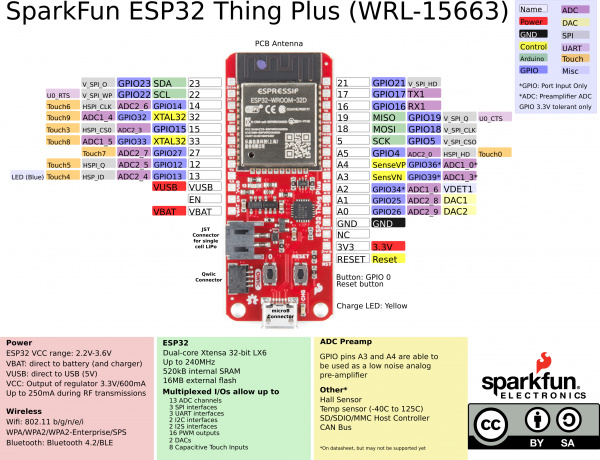 SparkFun ESP32 Thing Plus (WRL-15663)
Name ADC
Power DAC
GND SPI
Control UART
Arduino Touch
GPIO Misc
*GPIO: Port Input Only
*ADC: Preamplifier ADC
GPIO 3.3V tolerant only
PCB Antenna
ESPRESSIF
ESP32-WROOM-32D
V_SPI_Q GPIO23 SDA 23
U0_RTS V_SPI_WP GPIO22 SCL 22
Touch6 HSPI_CLK ADC2_6 GPIO14 14
Touch9 ADC1_4 GPIO32 XTAL32 32
Touch3 HSPI_CS0 ADC2_3 GPIO15 15
Touch8 ADC1_5 GPIO33 XTAL32 33
Touch7 ADC2_7 GPIO27 27
Touch5 HSPI_Q ADC2_5 GPIO12 12
LED (Blue) Touch4 HSP_ID ADC2_4 GPIO13 13
VUSB VUSB
EN
VBAT VBAT
21 GPIO21 V_SPI_HD
17 GPIO17 TX1
16 GPIO16 RX1
19 MISO GPIO19 V_SPI_Q U0_CTS
18 MOSI GPIO18 V_SPI_CLK
5 SCK GPIO5 V_SPI_CS0
A5 GPIO4 ADC2_0 HSPI_HD Touch0
A4 SenseVP GPIO36* ADC1_0*
A3 SensVN GPIO39* ADC1_3*
A2 GPIO34* ADC1_6 VDET1
A1 GPIO25 ADC2_8 DAC1
A0 GPIO26 ADC2_9 DAC2
GND GND
NC
3V3 3.3V
RESET Reset
JST
Connector
for single
cell LiPo
Qwiic
Connector
ESP32 Thing Plus
0 RESET
microB
Connector
Button: GPIO 0
Reset button
Charge LED: Yellow
Power
ESP32 VCC range: 2.2V-3.6V
VBAT: direct to battery (and charger)
VUSB: direct to USB (5V)
VCC: Output of regulator 3.3V/600mA
Up to 250mA during RF transmissions
Wireless
Wifi: 802.11 b/g/n/e/i
WPA/WPA2/WPA2-Enterprise/SPS
Bluetooth: Bluetooth 4.2/BLE
ESP32
Dual-core Xtensa 32-bit LX6
Up to 240MHz
520kB internal SRAM
16MB external flash
Multiplexed I/Os allow up to
13 ADC channels
3 SPI interfaces
3 UART interfaces
2 I2C interfaces
2 I2S interfaces
16 PWM outputs
2 DACs
8 Capacitive Touch Inputs
ADC Preamp
GPIO pins A3 and A4 are able to
be used as a low noise analog
pre-amplifier
Other*
Hall Sensor
Temp sensor (-40C to 125C)
SD/SDIO/MMC Host Controller
CAN Bus
*On datasheet, but may not be supported yet
sparkfun
ELECTRONICS
cc
BY SA